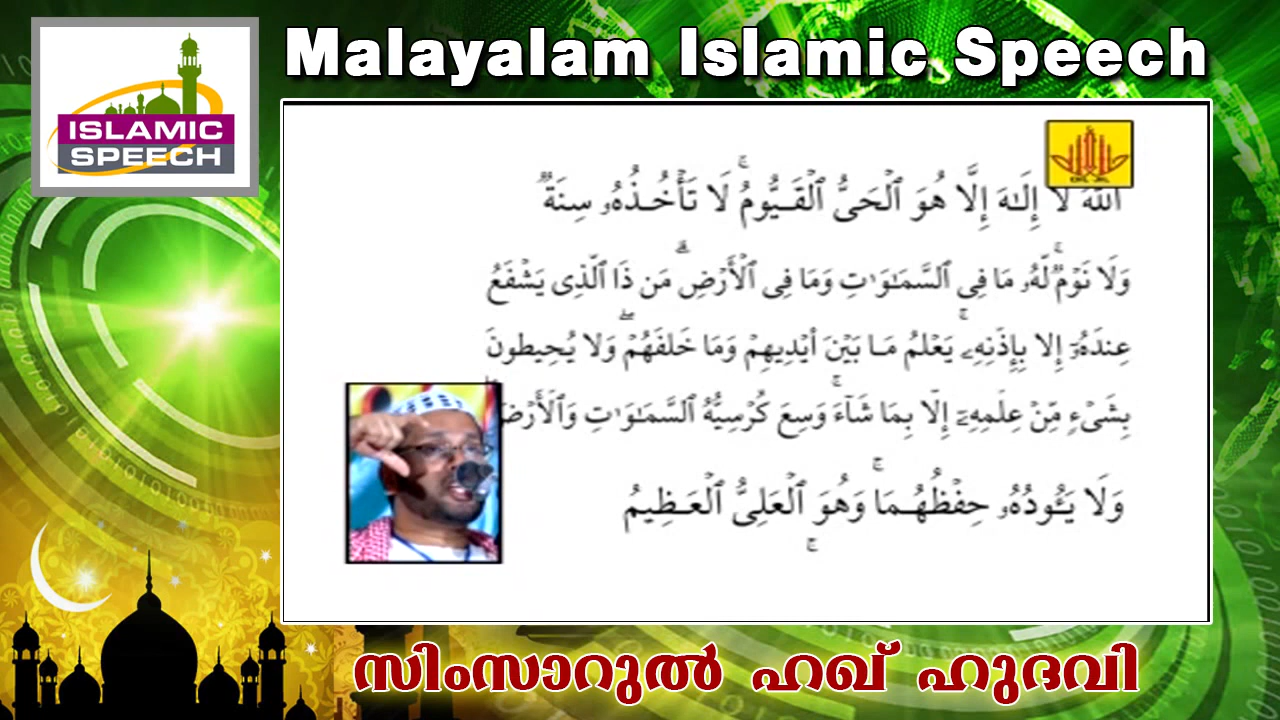 Malayalam Islamic Speech
ISLAMIC
SPEECH
ٱللَّهُ لَا إِلَـٰهَ إِلَّا هُوَ ٱلْحَىُّ ٱلْقَيُّومُ ۚ لَا تَأْخُذُهُۥ سِنَةٌ
وَلَا نَوْمٌ ۚ لَّهُۥ مَا فِى ٱلسَّمَـٰوَٰتِ وَمَا فِى ٱلْأَرْضِ ۗ مَن ذَا ٱلَّذِى يَشْفَعُ
عِندَهُۥٓ إِلَّا بِإِذْنِهِۦ ۚ يَعْلَمُ مَا بَيْنَ أَيْدِيهِمْ وَمَا خَلْفَهُمْ ۖ وَلَا يُحِيطُونَ
بِشَىْءٍ مِّنْ عِلْمِهِۦٓ إِلَّا بِمَا شَآءَ ۚ وَسِعَ كُرْسِيُّهُ ٱلسَّمَـٰوَٰتِ وَٱلْأَرْضَ
وَلَا يَـُٔودُهُۥ حِفْظُهُمَا ۚ وَهُوَ ٱلْعَلِىُّ ٱلْعَظِيمُ
സിംസാറുൽ ഹഖ് ഹുദവി